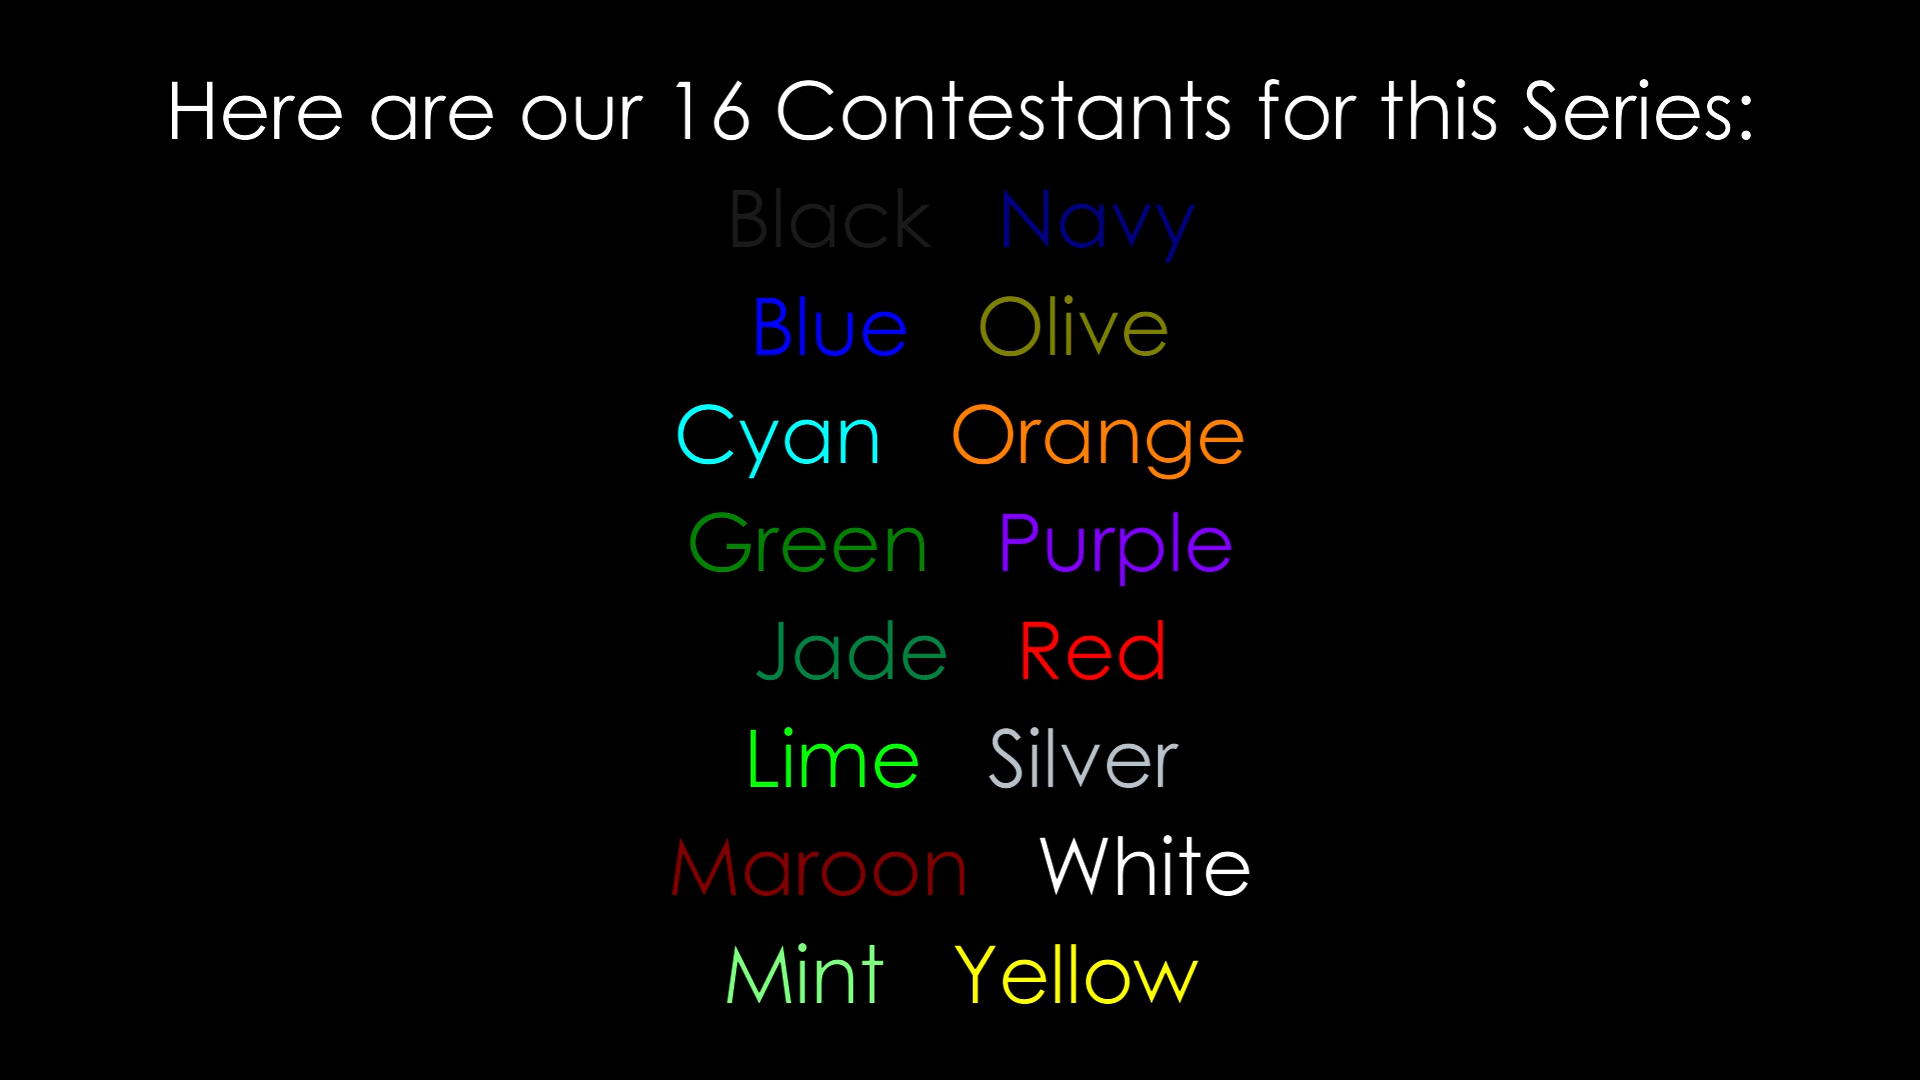 Here are our 16 Contestants for this Series:
Black Navy
Blue Olive
Cyan Orange
Green Purple
Jade Red
Lime Silver
Maroon White
Mint Yellow